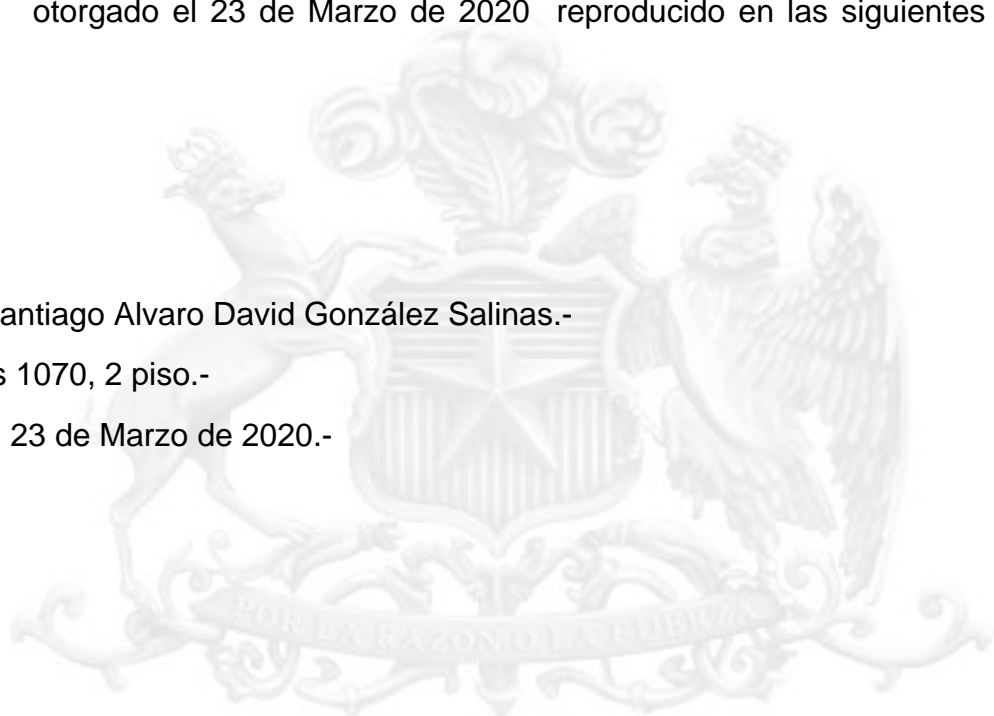 otorgado el 23 de Marzo de 2020 reproducido en las siguientes
antiago Alvaro David González Salinas.-
s 1070, 2 piso.-
23 de Marzo de 2020.-
POR LA RAZON O LA FUERZA